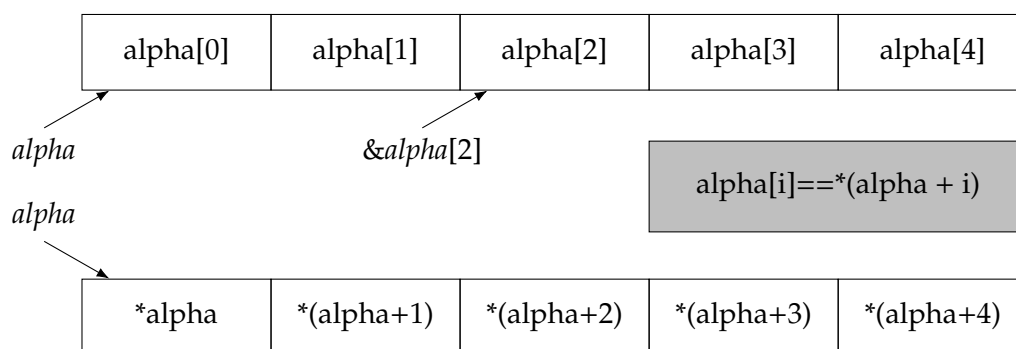 alpha[0] alpha[1] alpha[2] alpha[3] alpha[4]
alpha &alpha[2]
alpha[i]==*(alpha + i)
alpha
*alpha *(alpha+1) *(alpha+2) *(alpha+3) *(alpha+4)